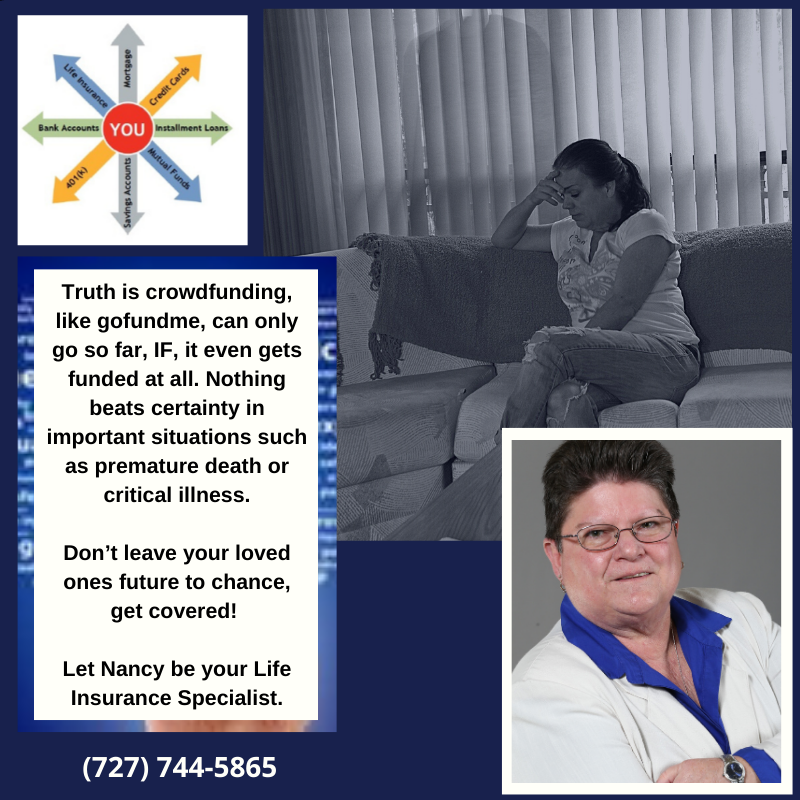 Mortgage
Life Insurance
Credit Cards
Bank Accounts
YOU
Installment Loans
401(k)
Savings Accounts
Mutual Funds
Truth is crowdfunding,
like gofundme, can only
go so far, IF, it even gets
funded at all. Nothing
beats certainty in
important situations such
as premature death or
critical illness.
Don’t leave your loved
ones future to chance,
get covered!
Let Nancy be your Life
Insurance Specialist.
(727) 744-5865